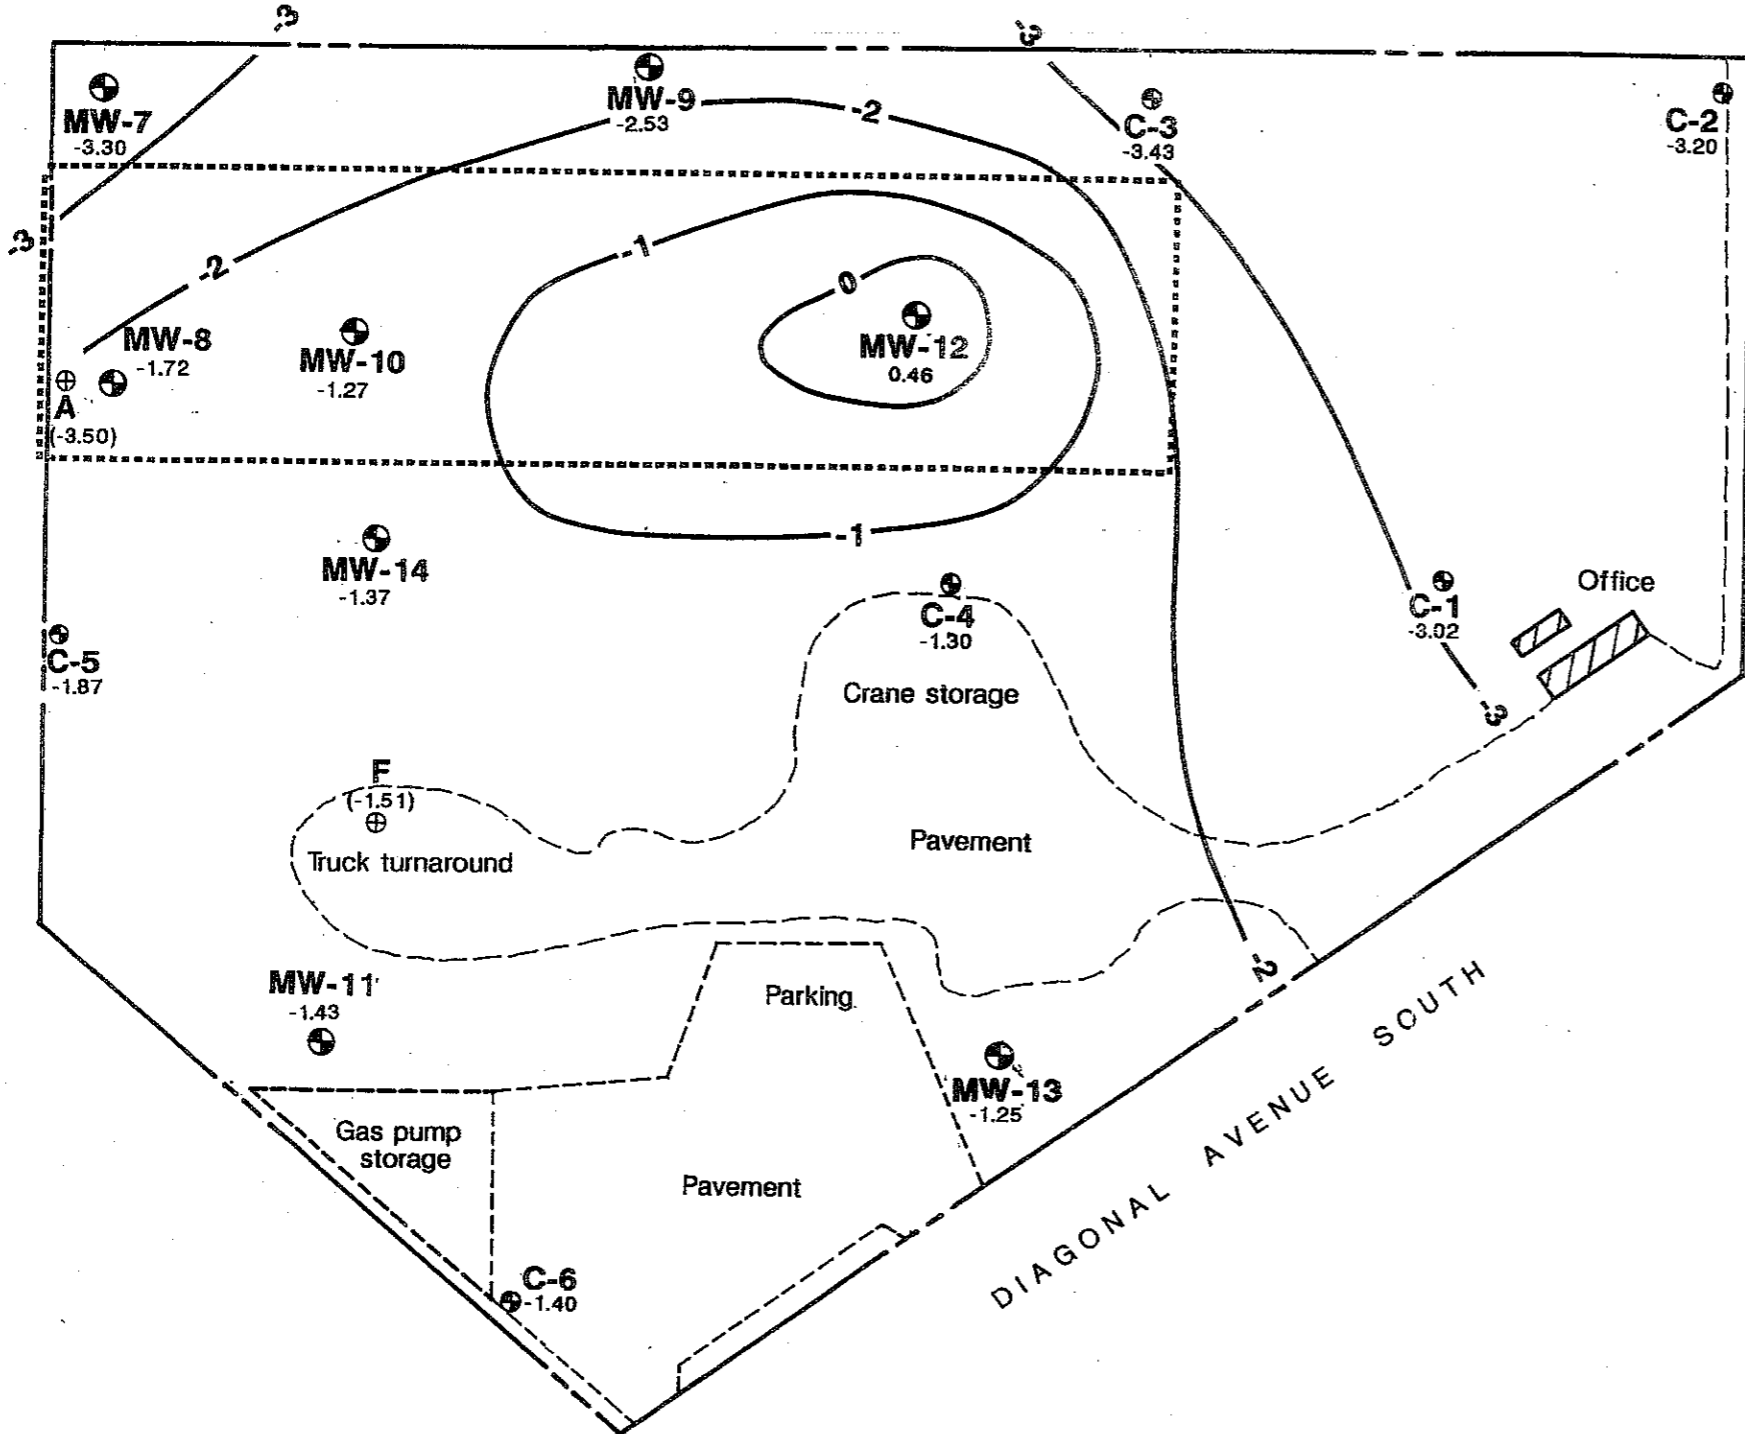 -3
-3
MW-7
-3.30
MW-9
-2.53
-2
C-3
-3.43
C-2
-3.20
-3
-2
-1
0
MW-8
-1.72
MW-10
-1.27
MW-12
0.46
A
(-3.50)
-1
MW-14
-1.37
C-4
-1.30
C-1
-3.02
Office
C-5
-1.87
Crane storage
-3
F
(-1.51)
Truck turnaround
Pavement
-2
MW-11
-1.43
Parking
MW-13
-1.25
DIAGONAL AVENUE SOUTH
Gas pump
storage
Pavement
C-6
-1.40